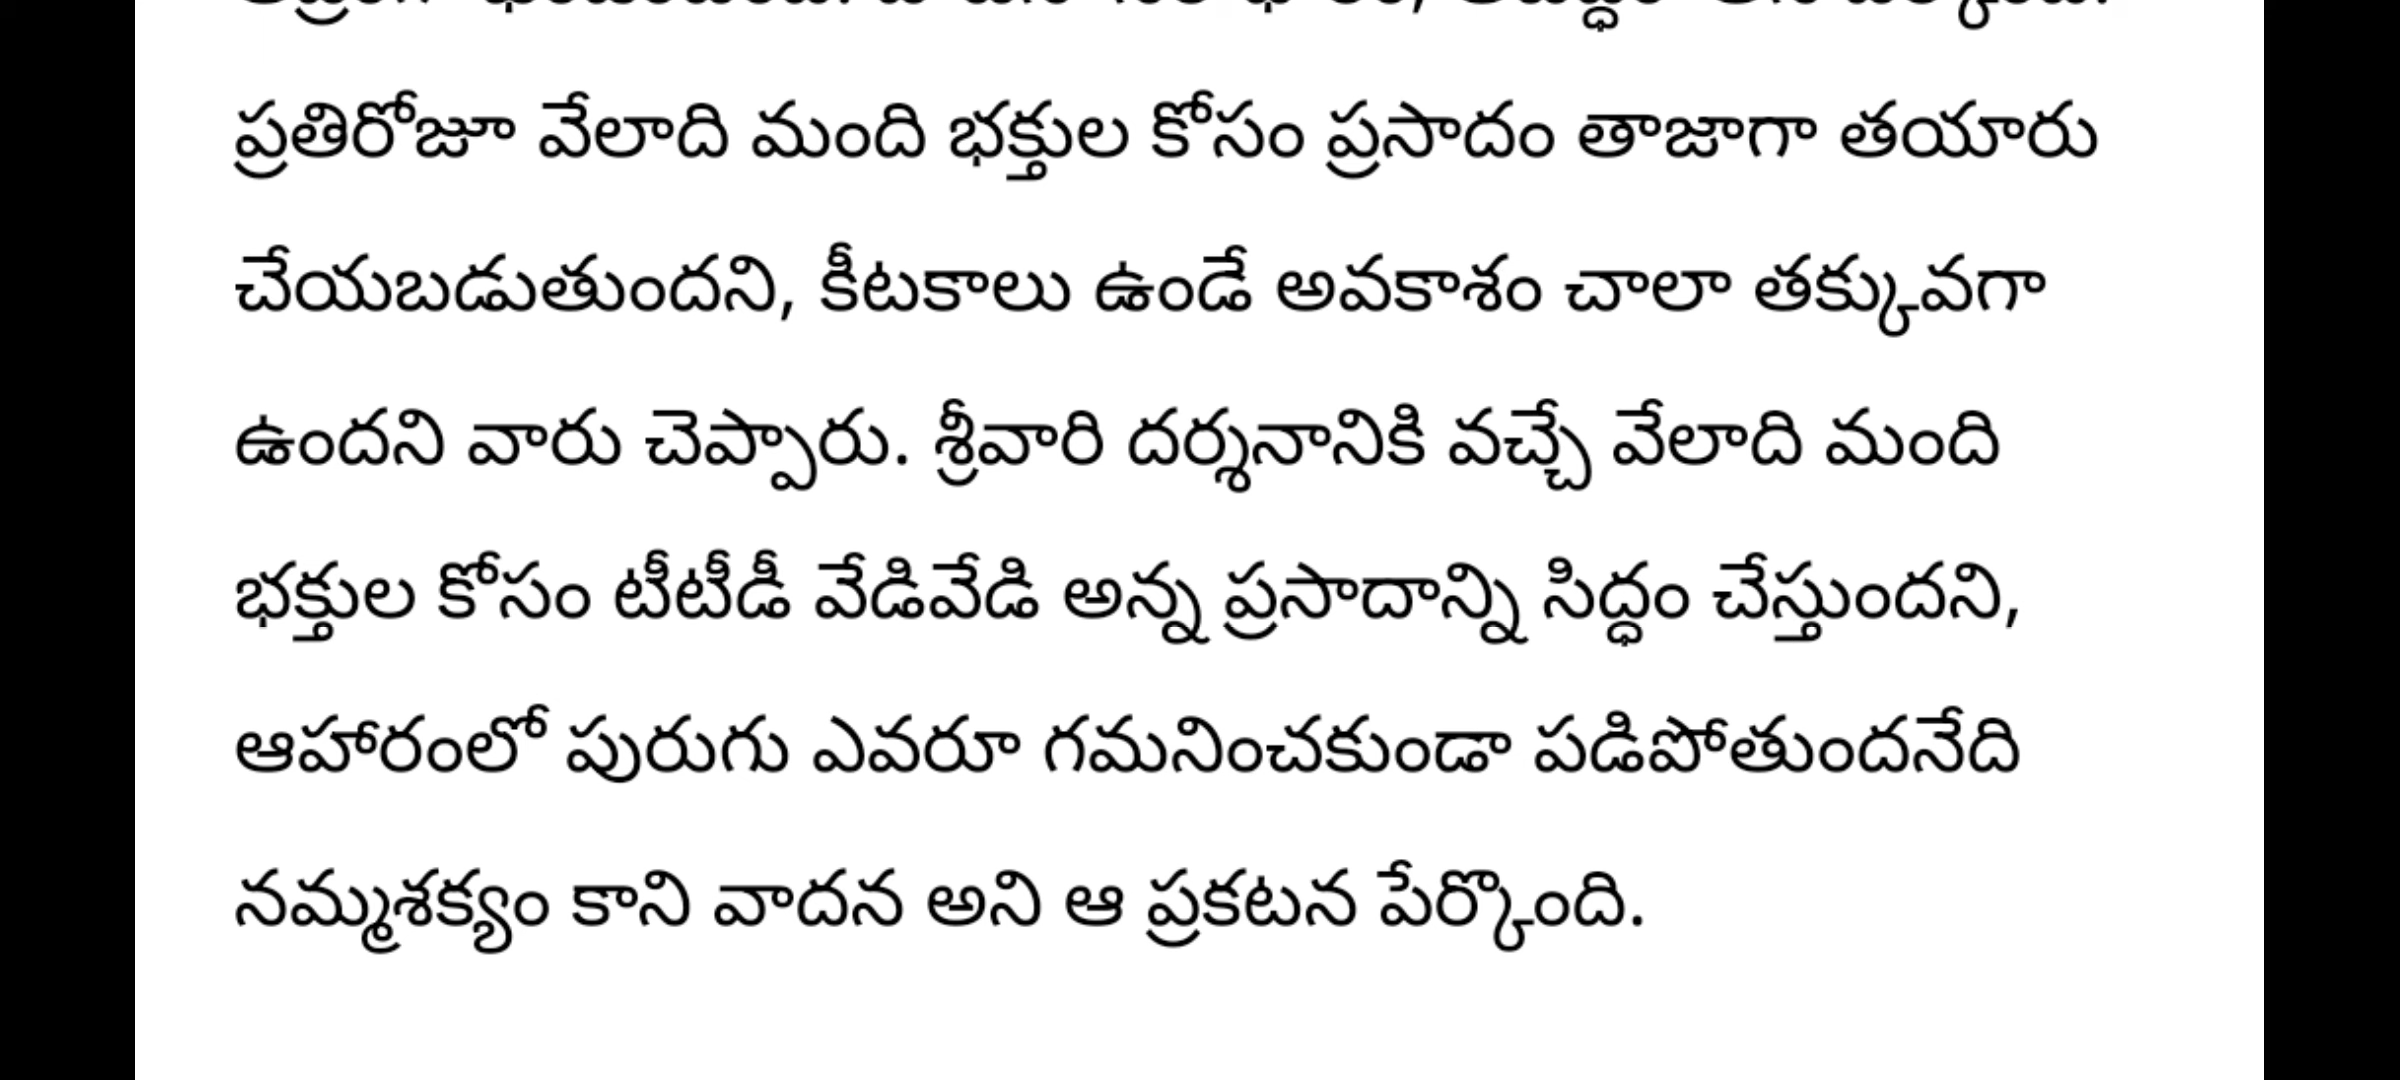 ప్రతిరోజూ వేలాది మంది భక్తుల కోసం ప్రసాదం తాజాగా తయారు
చేయబడుతుందని, కీటకాలు ఉండే అవకాశం చాలా తక్కువగా
ఉందని వారు చెప్పారు. శ్రీవారి దర్శనానికి వచ్చే వేలాది మంది
భక్తుల కోసం టీటీడీ వేడివేడి అన్న ప్రసాదాన్ని సిద్ధం చేస్తుందని,
ఆహారంలో పురుగు ఎవరూ గమనించకుండా పడిపోతుందనేది
నమ్మశక్యం కాని వాదన అని ఆ ప్రకటన పేర్కొంది.